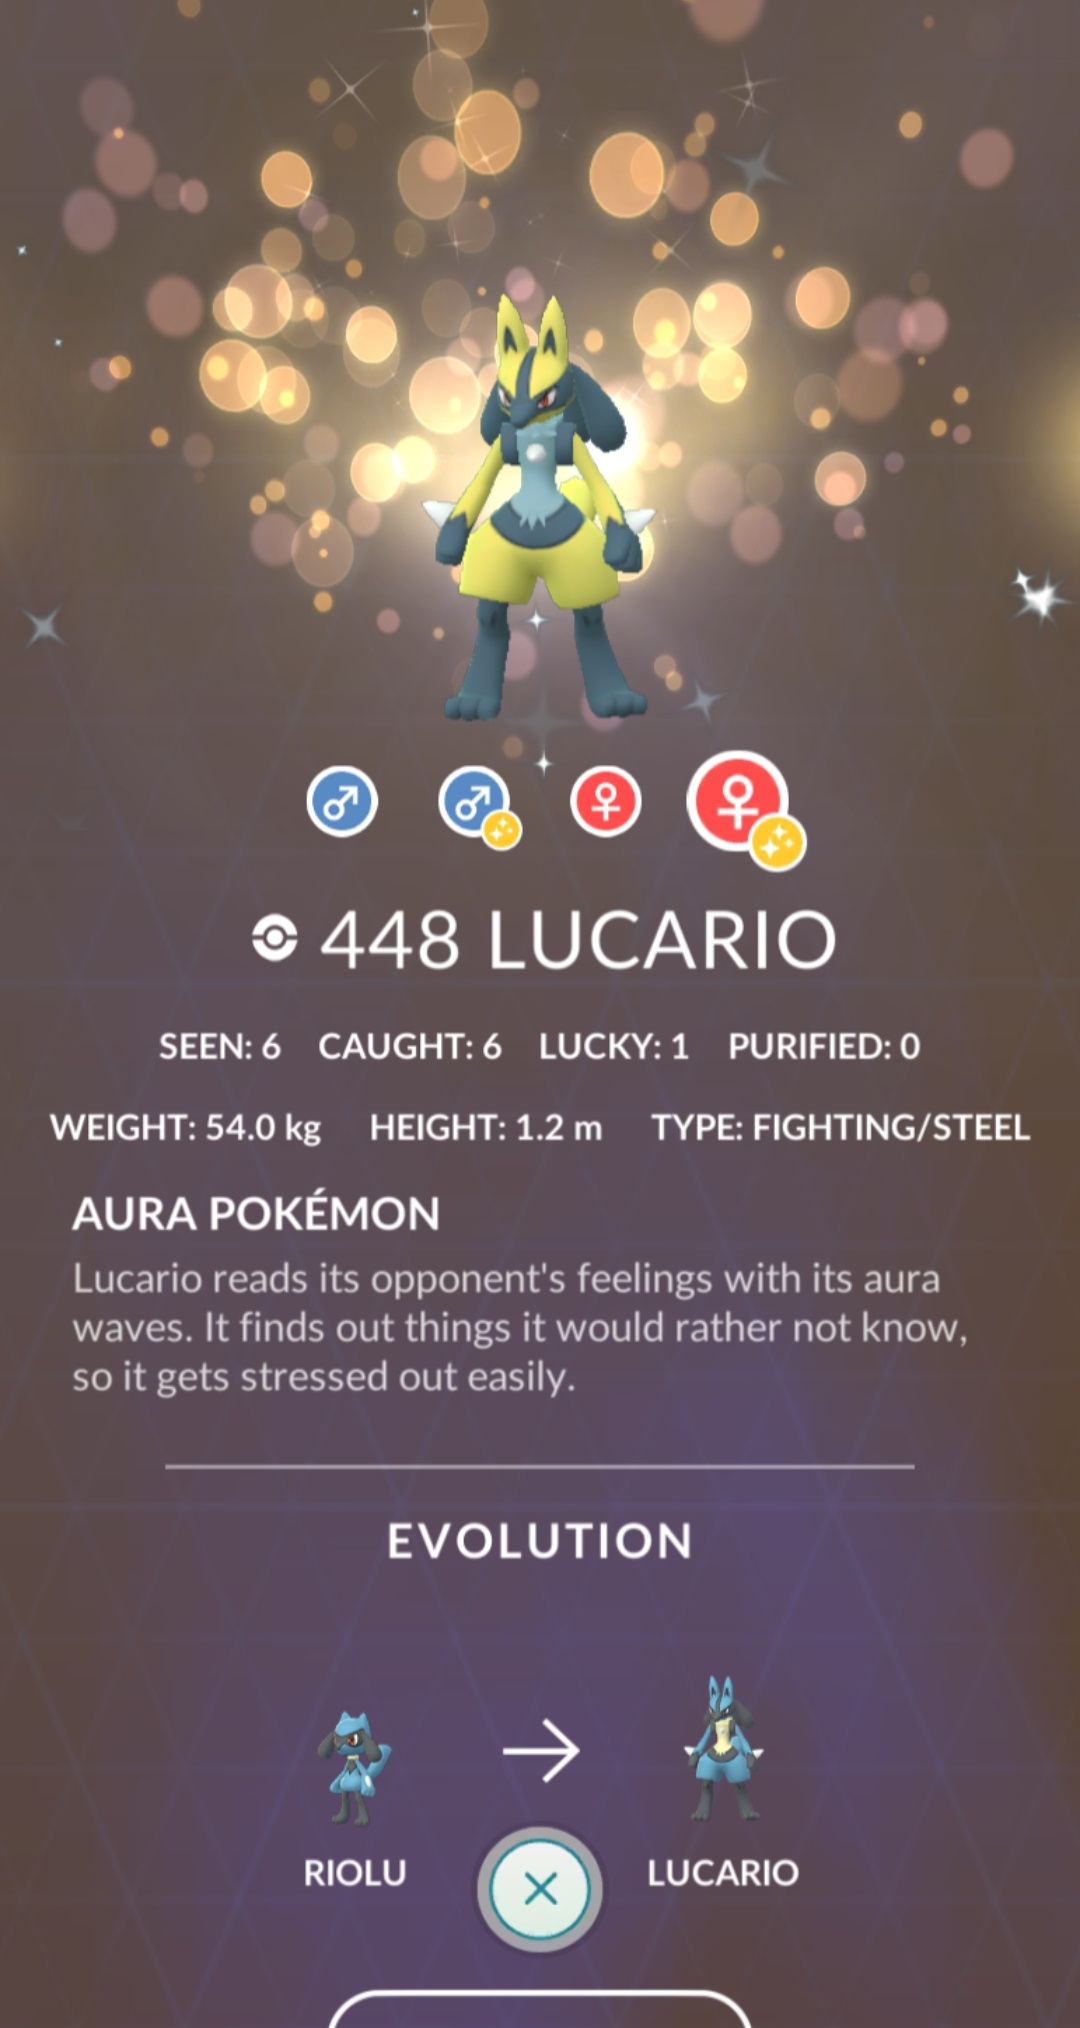 448 LUCARIO
SEEN: 6 CAUGHT: 6 LUCKY: 1 PURIFIED: 0
WEIGHT: 54.0 kg HEIGHT: 1.2 m TYPE: FIGHTING/STEEL
AURA POKÉMON
Lucario reads its opponent's feelings with its aura
waves. It finds out things it would rather not know,
so it gets stressed out easily.
EVOLUTION
RIOLU LUCARIO